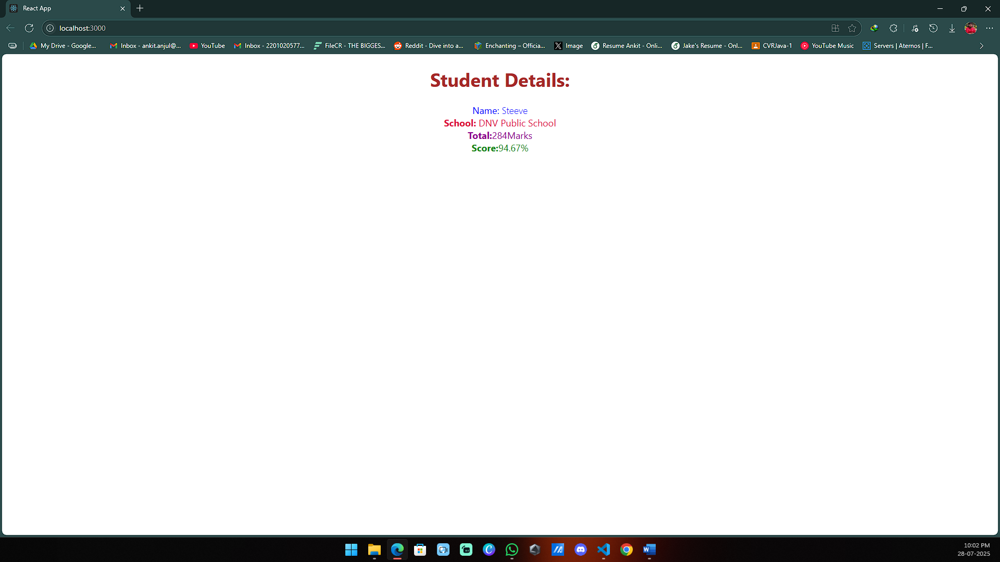 React App
localhost:3000
My Drive - Google...
Inbox - ankit.anjul@...
YouTube
Inbox - 2201020577...
FileCR - THE BIGGES...
Reddit - Dive into a...
Enchanting – Officia...
Image
Resume Ankit - Onli...
Jake's Resume - Onl...
CVRJava-1
YouTube Music
Servers | Aternos | F...
Student Details:
Name: Steeve
School: DNV Public School
Total:284Marks
Score:94.67%
10:02 PM
28-07-2025